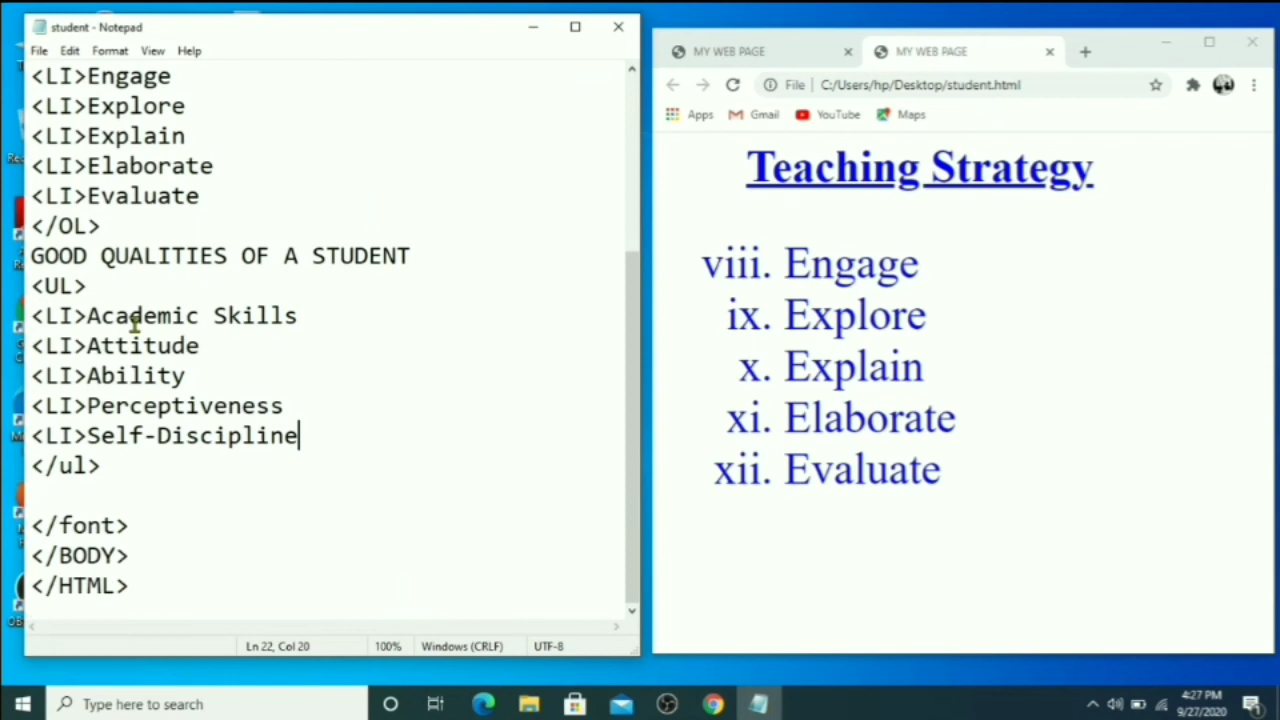 student - Notepad
File Edit Format View Help
<LI>Engage
<LI>Explore
<LI>Explain
<LI>Elaborate
<LI>Evaluate
</OL>
GOOD QUALITIES OF A STUDENT
<UL>
<LI>Academic Skills
<LI>Attitude
<LI>Ability
<LI>Perceptiveness
<LI>Self-Discipline
</ul>
</font>
</BODY>
</HTML>
Ln 22, Col 20 100% Windows (CRLF) UTF-8
MY WEB PAGE MY WEB PAGE
File C:/Users/hp/Desktop/student.html
Apps Gmail YouTube Maps
Teaching Strategy
viii. Engage
ix. Explore
x. Explain
xi. Elaborate
xii. Evaluate
Type here to search
4:27 PM
9/27/2020